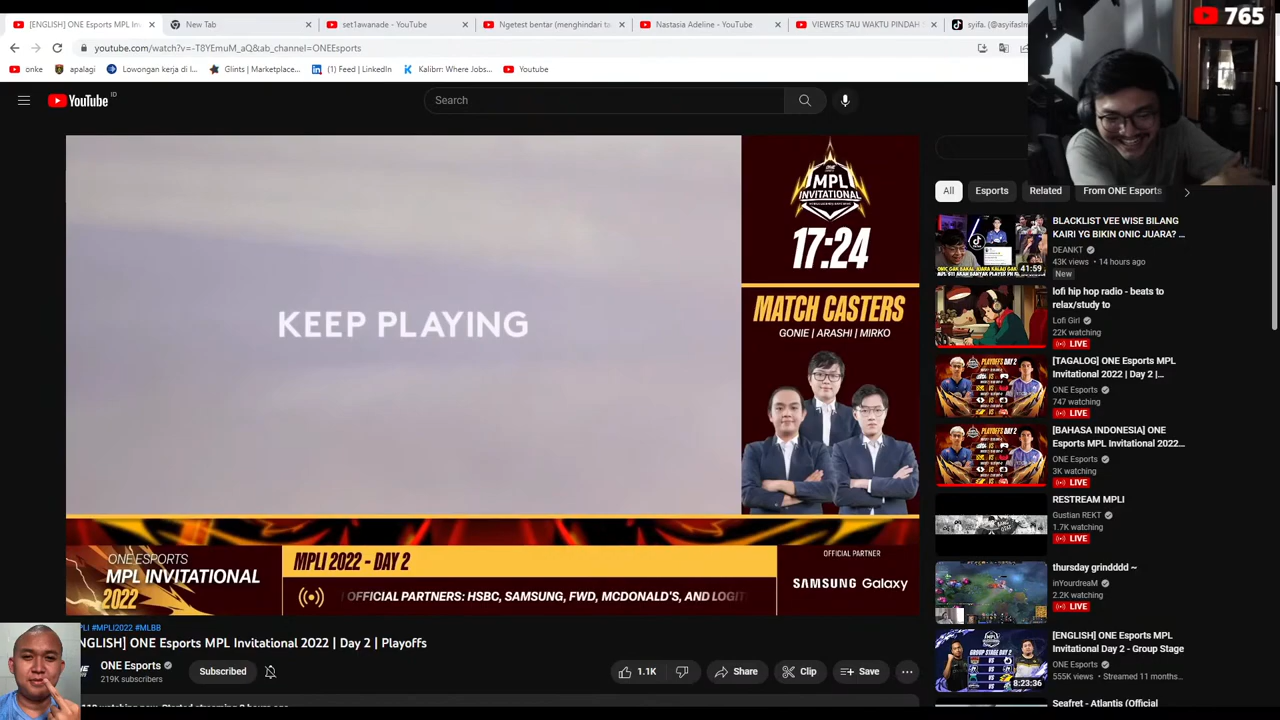 [ENGLISH] ONE Esports MPL In
New Tab
set1awanade - YouTube
Ngetest bentar (menghindari ta
Nastasia Adeline - YouTube
VIEWERS TAU WAKTU PINDAH
syifa. (@asyifasln
765
youtube.com/watch?v=-T8YEmuM_aQ&ab_channel=ONEesports
onke
apalagi
Lowongan kerja di I...
Glints | Marketplace...
(1) Feed | LinkedIn
Kalibrr: Where Jobs...
Youtube
YouTube ID
Search
KEEP PLAYING
MPL
INVITATIONAL
17:24
MATCH CASTERS
GONIE | ARASHI | MIRKO
ONE ESPORTS
MPL INVITATIONAL
2022
MPLI 2022 - DAY 2
OFFICIAL PARTNERS: HSBC, SAMSUNG, FWD, MCDONALD'S, AND LOGIT
OFFICIAL PARTNER
SAMSUNG Galaxy
#MPLI2022 #MLBB
NGLISH] ONE Esports MPL Invitational 2022 | Day 2 | Playoffs
ONE Esports
219K subscribers
Subscribed
1.1K
Share
Clip
Save
All
Esports
Related
From ONE Esports
BLACKLIST VEE WISE BILANG
KAIRI YG BIKIN ONIC JUARA? ...
DEANKT
43K views • 14 hours ago
New
41:59
lofi hip hop radio - beats to
relax/study to
Lofi Girl
22K watching
LIVE
[TAGALOG] ONE Esports MPL
Invitational 2022 | Day 2 |...
ONE Esports
747 watching
LIVE
[BAHASA INDONESIA] ONE
Esports MPL Invitational 2022...
ONE Esports
3K watching
LIVE
RESTREAM MPLI
Gustian REKT
1.7K watching
LIVE
thursday grindddd ~
inYourdreaM
2.2K watching
LIVE
[ENGLISH] ONE Esports MPL
Invitational Day 2 - Group Stage
ONE Esports
555K views • Streamed 11 months...
8:23:36
Seafret - Atlantis (Official